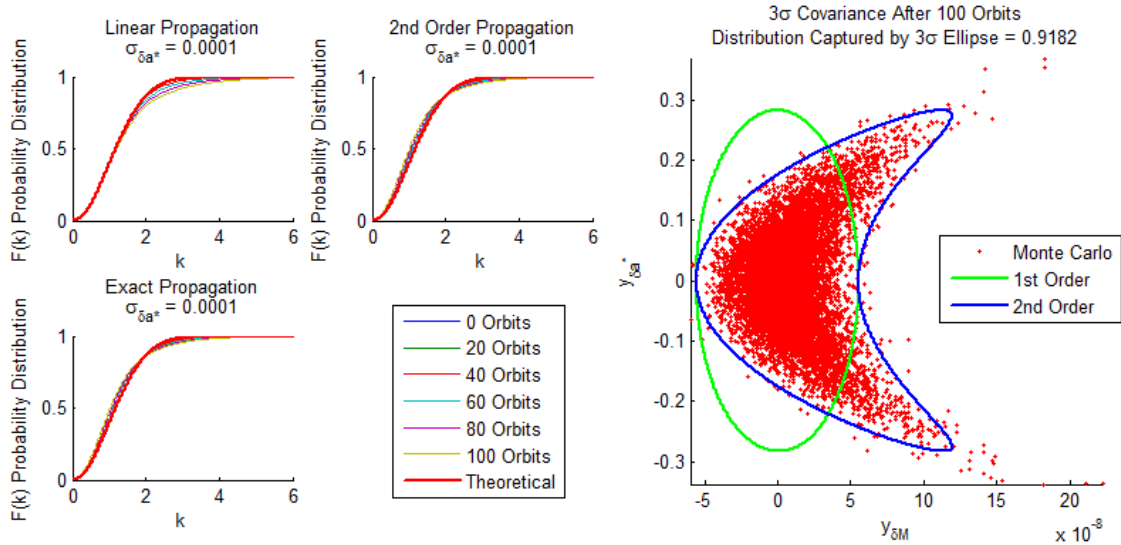 Linear Propagation
σδa* = 0.0001
F(k) Probability Distribution
1
0.5
0
0 2 4 6
k
2nd Order Propagation
σδa* = 0.0001
F(k) Probability Distribution
1
0.5
0
0 2 4 6
k
Exact Propagation
σδa* = 0.0001
F(k) Probability Distribution
1
0.5
0
0 2 4 6
k
0 Orbits
20 Orbits
40 Orbits
60 Orbits
80 Orbits
100 Orbits
Theoretical
3σ Covariance After 100 Orbits
Distribution Captured by 3σ Ellipse = 0.9182
yδa*
0.3
0.2
0.1
0
-0.1
-0.2
-0.3
-5 0 5 10 15 20
yδM
x 10⁻⁸
Monte Carlo
1st Order
2nd Order